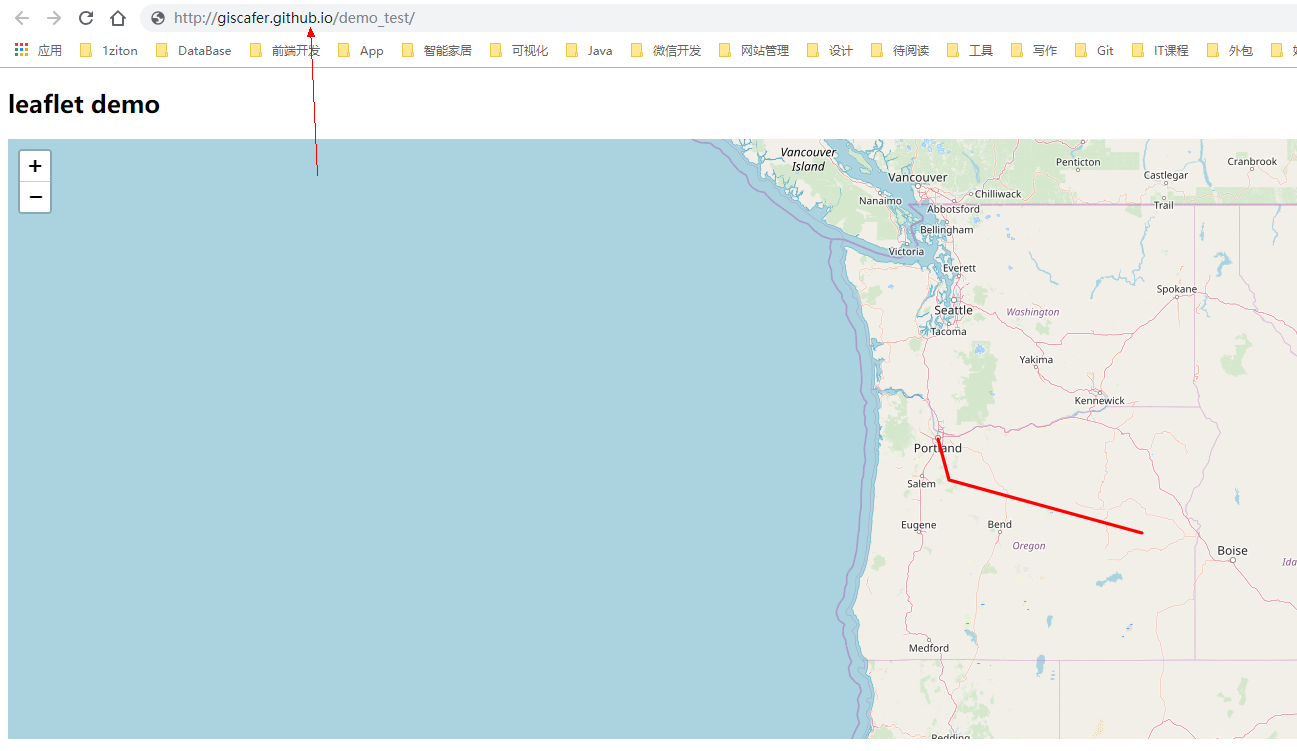 http://giscafer.github.io/demo_test/
应用 1ziton DataBase 前端开发 App 智能家居 可视化 Java 微信开发 网站管理 设计 待阅读 工具 写作 Git IT课程 外包
leaflet demo
+
−
Vancouver
Island
Penticton
Cranbrook
Castlegar
Vancouver
Chilliwack
Nanaimo
Abbotsford
Trail
Bellingham
Victoria
Everett
Spokane
Seattle
Washington
Tacoma
Yakima
Kennewick
Portland
Salem
Eugene
Bend
Oregon
Boise
Ida
Medford
Redding